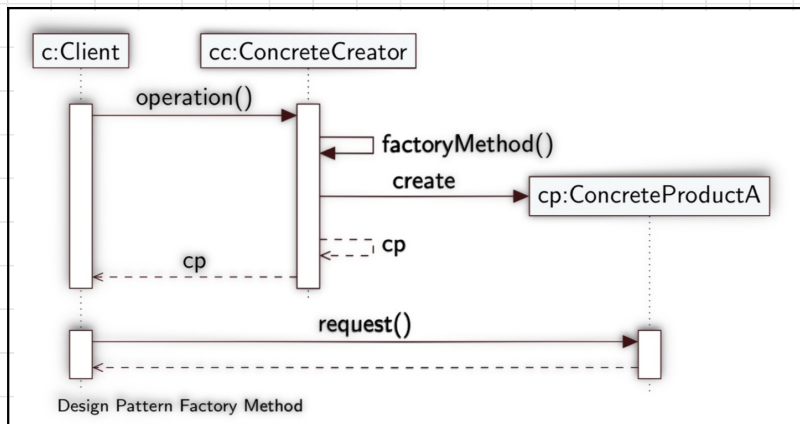 c:Client
cc:ConcreteCreator
operation()
factoryMethod()
create
cp:ConcreteProductA
cp
cp
request()
Design Pattern Factory Method